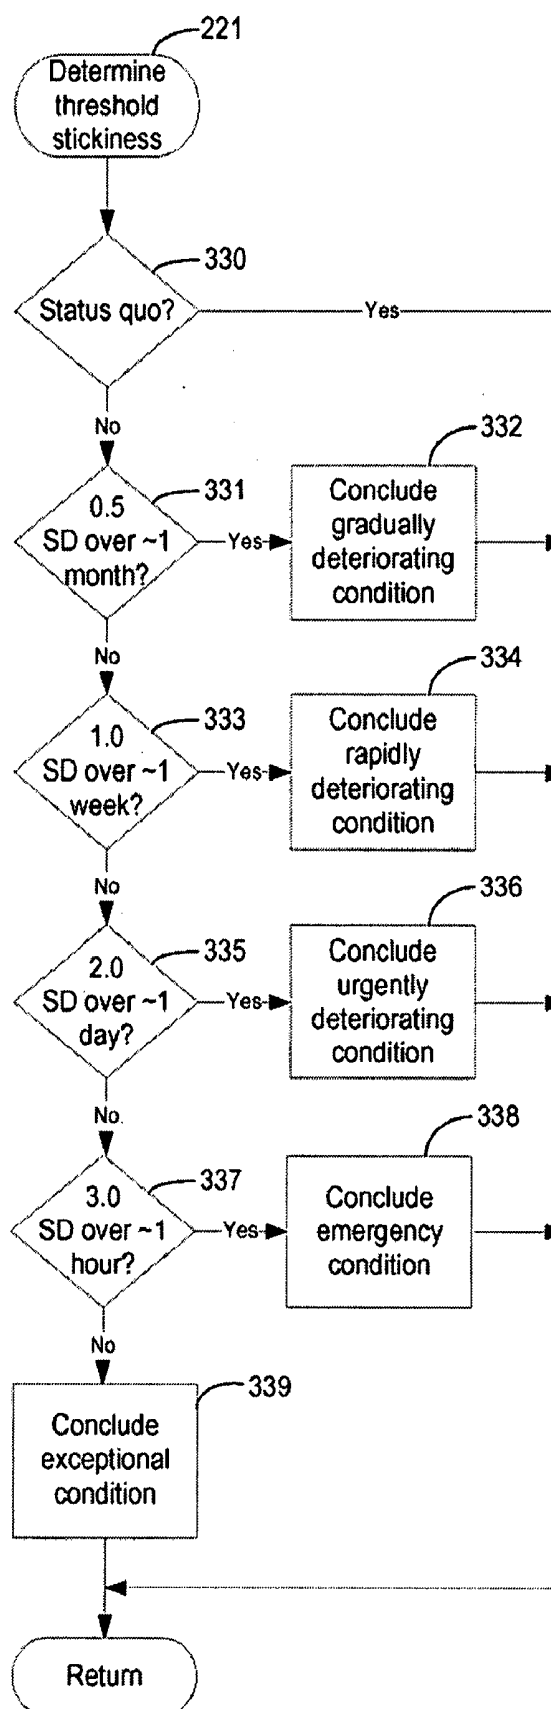 221
Determine
threshold
stickiness
330
Status quo?
Yes
No
331
0.5
SD over ~1
month?
Yes
332
Conclude
gradually
deteriorating
condition
No
333
1.0
SD over ~1
week?
Yes
334
Conclude
rapidly
deteriorating
condition
No
335
2.0
SD over ~1
day?
Yes
336
Conclude
urgently
deteriorating
condition
No
337
3.0
SD over ~1
hour?
Yes
338
Conclude
emergency
condition
No
339
Conclude
exceptional
condition
Return